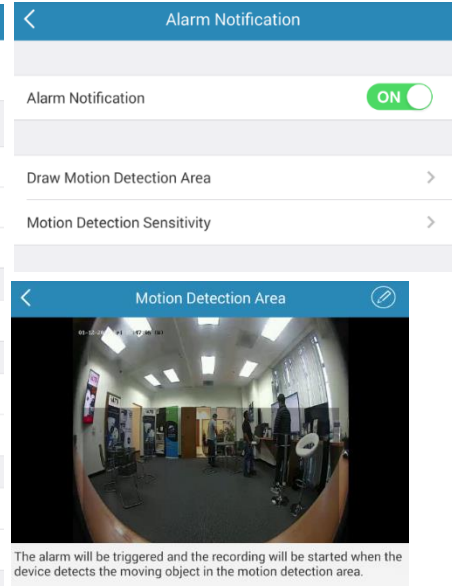 Alarm Notification
Alarm Notification
ON
Draw Motion Detection Area
Motion Detection Sensitivity
Motion Detection Area
The alarm will be triggered and the recording will be started when the
device detects the moving object in the motion detection area.